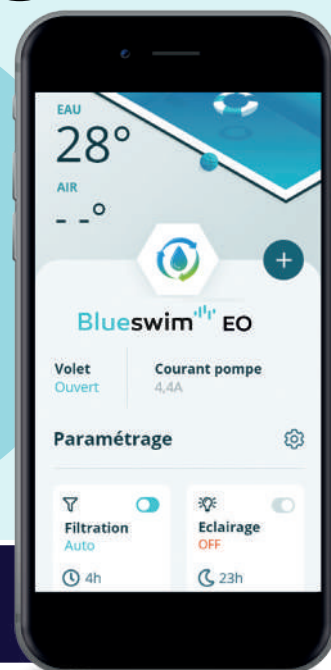 EAU
28°
AIR
- -°
Blueswim EO
Volet
Courant pompe
Ouvert
4,4A
Paramétrage
Filtration
Auto
4h
Eclairage
OFF
23h